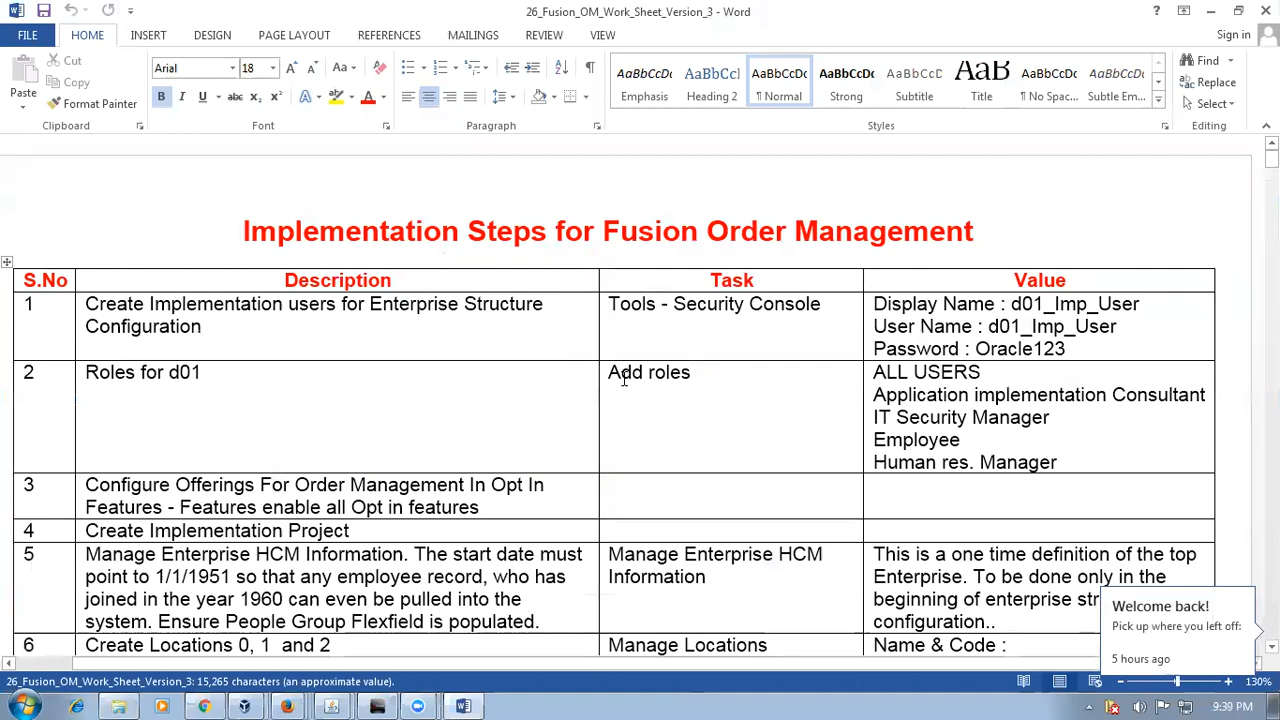 26_Fusion_OM_Work_Sheet_Version_3 - Word
FILE HOME INSERT DESIGN PAGE LAYOUT REFERENCES MAILINGS REVIEW VIEW Sign in
Paste
Cut
Copy
Format Painter
Clipboard
Arial 18
Font
Paragraph
AaBbCcDc AaBbCcI AaBbCcDc AaBbCcDc AaBbCcDc AaB AaBbCcDc AaBbCcDc
Emphasis Heading 2 ¶ Normal Strong Subtitle Title ¶ No Spac... Subtle Em...
Styles
Find
Replace
Select
Editing
Implementation Steps for Fusion Order Management
S.No Description Task Value
1 Create Implementation users for Enterprise Structure Tools - Security Console Display Name : d01_Imp_User
Configuration User Name : d01_Imp_User
Password : Oracle123
2 Roles for d01 Add roles ALL USERS
Application implementation Consultant
IT Security Manager
Employee
Human res. Manager
3 Configure Offerings For Order Management In Opt In
Features - Features enable all Opt in features
4 Create Implementation Project
5 Manage Enterprise HCM Information. The start date must Manage Enterprise HCM This is a one time definition of the top
point to 1/1/1951 so that any employee record, who has Information Enterprise. To be done only in the
joined in the year 1960 can even be pulled into the beginning of enterprise str
system. Ensure People Group Flexfield is populated. configuration..
6 Create Locations 0, 1 and 2 Manage Locations Name & Code :
Welcome back!
Pick up where you left off:
5 hours ago
26_Fusion_OM_Work_Sheet_Version_3: 15,265 characters (an approximate value). 130%
9:39 PM